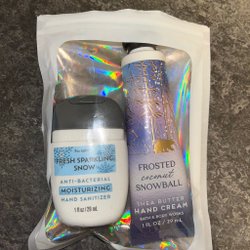 FRESH SPARKLING
SNOW
ANTI-BACTERIAL
MOISTURIZING
HAND SANITIZER
1 fl oz / 29 mL
FROSTED
coconut
SNOWBALL
SHEA BUTTER
HAND CREAM
BATH & BODY WORKS
1 FL OZ / 29 mL